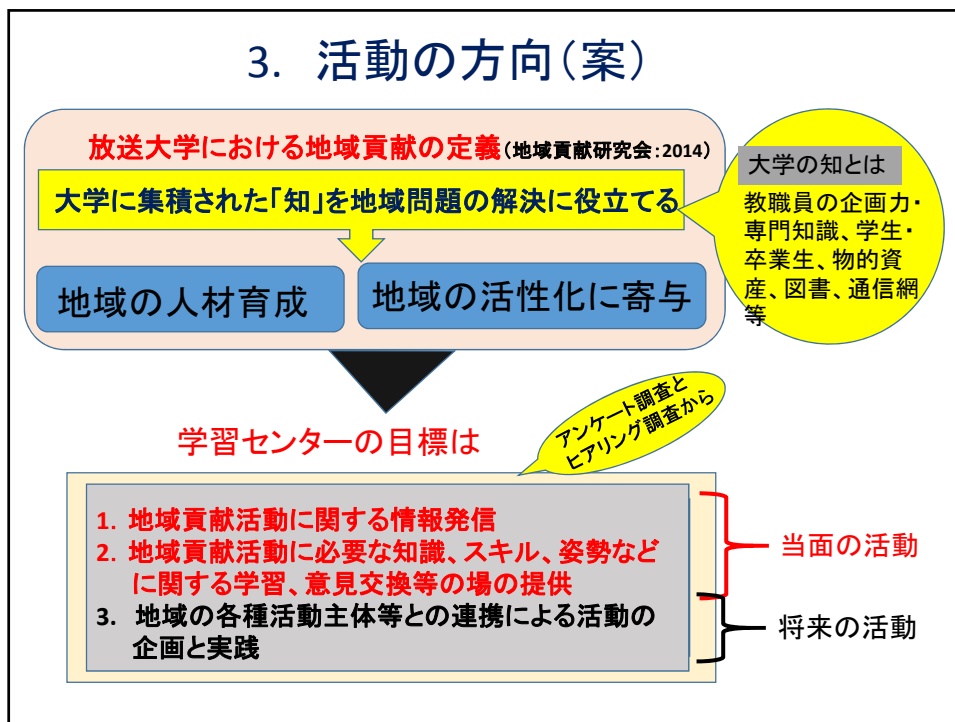 3. 活動の方向(案)
放送大学における地域貢献の定義(地域貢献研究会:2014)
大学に集積された「知」を地域問題の解決に役立てる
地域の人材育成
地域の活性化に寄与
大学の知とは
教職員の企画力・
専門知識、学生・
卒業生、物的資
産、図書、通信網
等
アンケート調査と
ヒアリング調査から
学習センターの目標は
1. 地域貢献活動に関する情報発信
2. 地域貢献活動に必要な知識、スキル、姿勢など
に関する学習、意見交換等の場の提供
3. 地域の各種活動主体等との連携による活動の
企画と実践
当面の活動
将来の活動